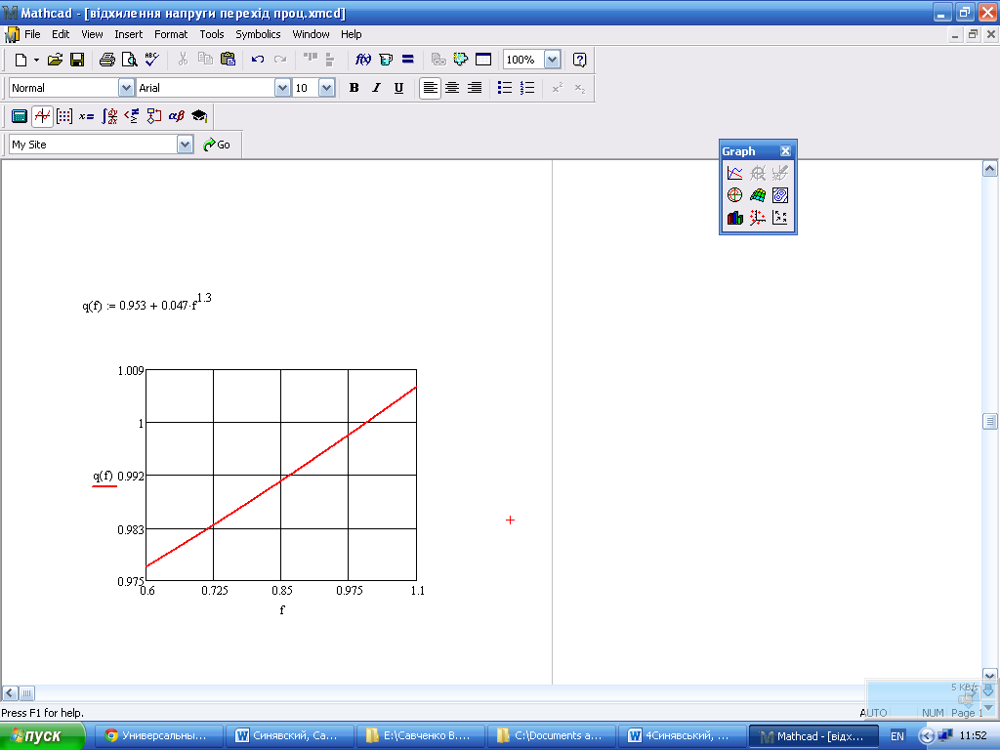 Mathcad - [відхилення напруги перехід проц.xmcd]
File Edit View Insert Format Tools Symbolics Window Help
100%
Normal Arial 10 B I U
My Site Go
Graph
q(f) := 0.953 + 0.047·f^1.3
1.009
1
q(f) 0.992
0.983
0.975
0.6 0.725 0.85 0.975 1.1
f
5 KB/s
Press F1 for help. AUTO NUM Page 1
пуск Универсальны... Синявский, Са... E:\Савченко В.... C:\Documents a... 4Синявський, ... Mathcad - [відх... EN 11:52